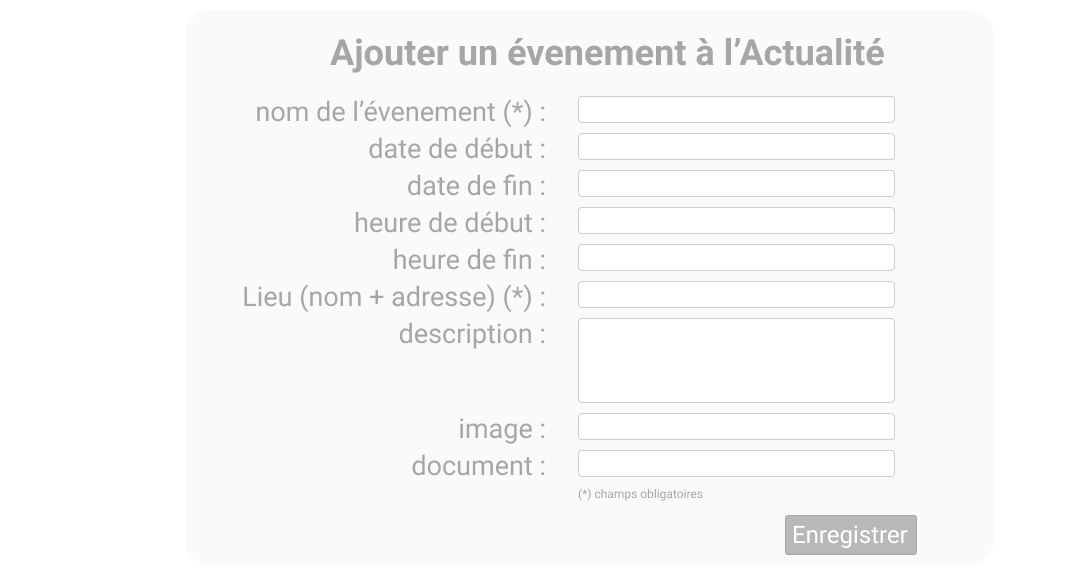 Ajouter un évenement à l’Actualité
nom de l’évenement (*) :
date de début :
date de fin :
heure de début :
heure de fin :
Lieu (nom + adresse) (*) :
description :
image :
document :
(*) champs obligatoires
Enregistrer